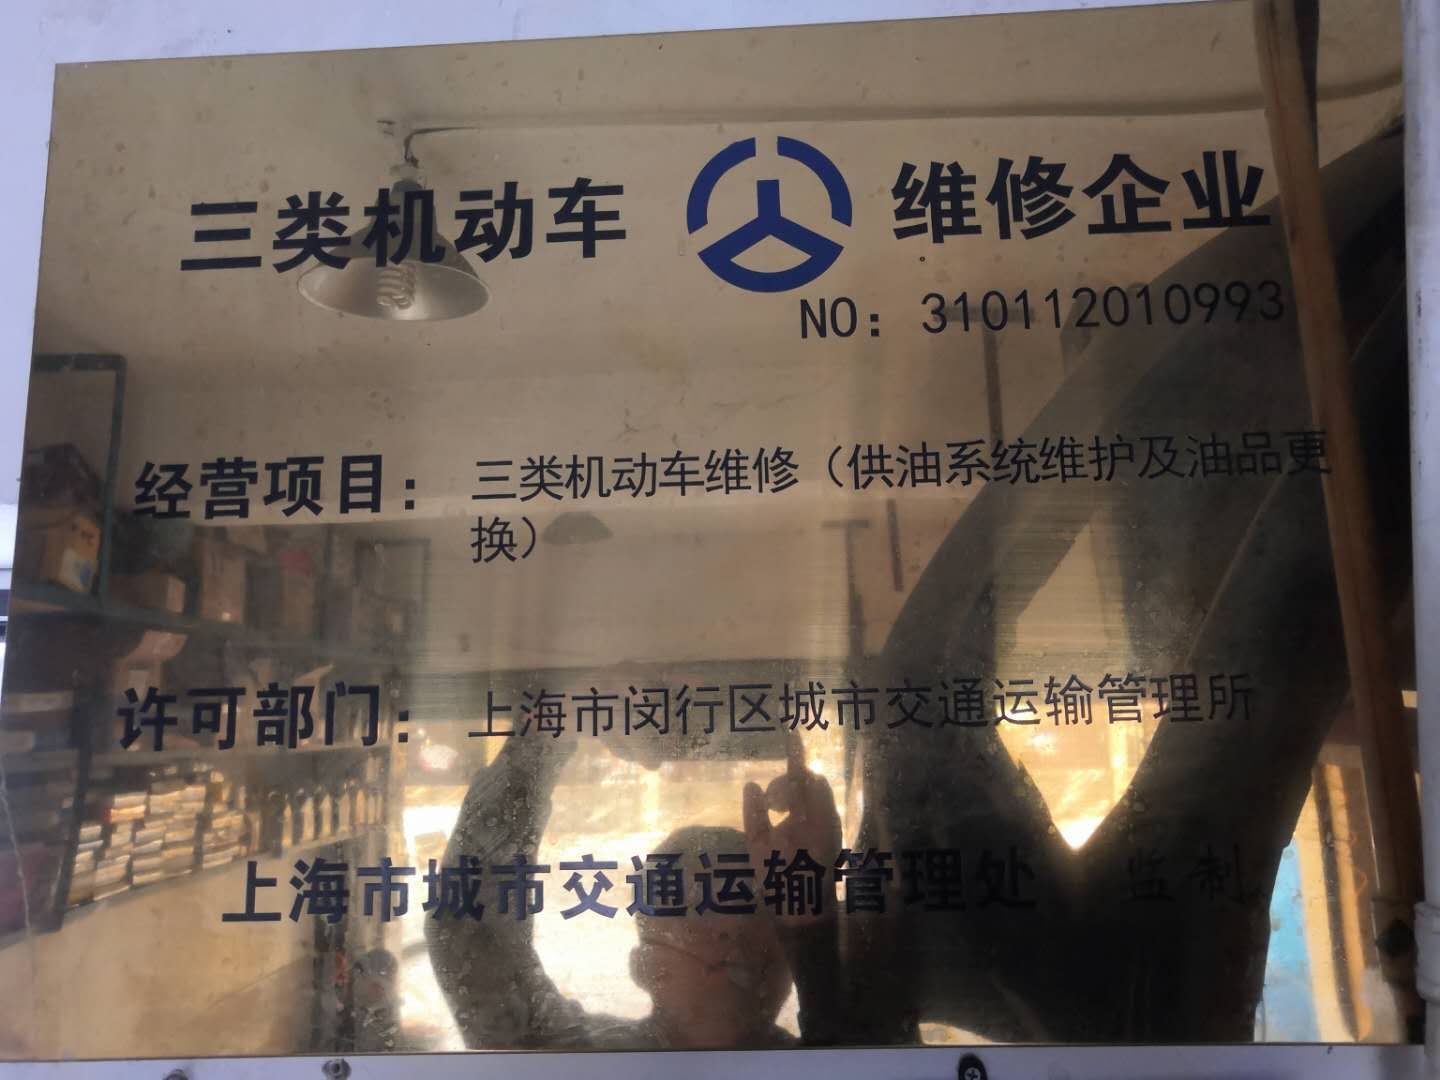 三类机动车 维修企业
NO：310112010993
经营项目：三类机动车维修（供油系统维护及油品更
换）
许可部门：上海市闵行区城市交通运输管理所
上海市城市交通运输管理处 监制